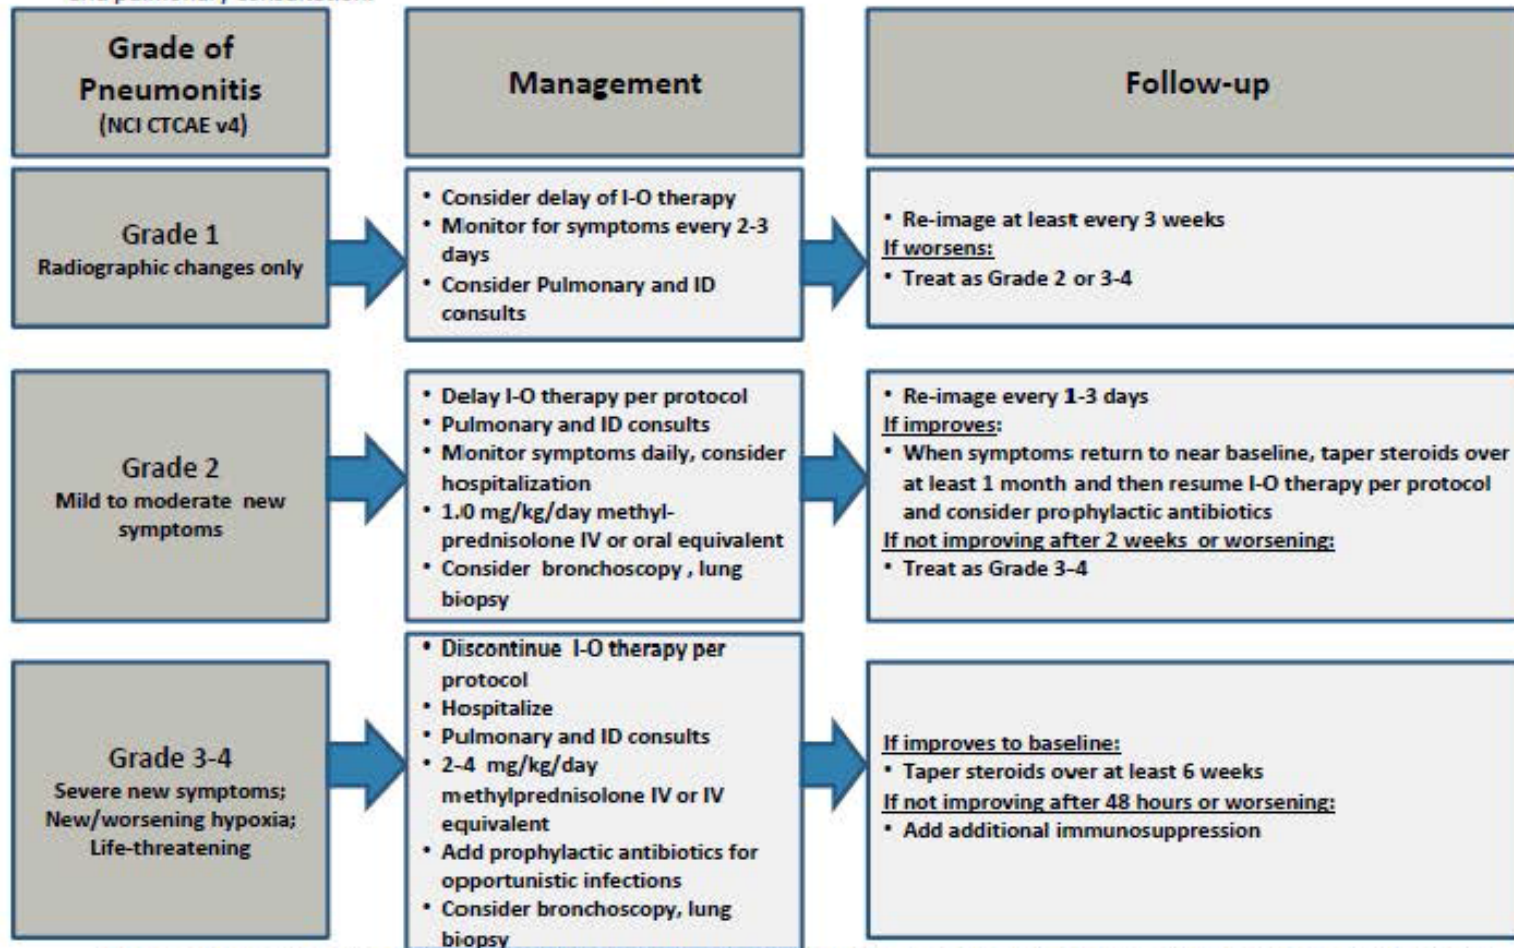 Grade of
Pneumonitis
(NCI CTCAE v4)
Management
Follow-up
Grade 1
Radiographic changes only
• Consider delay of I-O therapy
• Monitor for symptoms every 2-3
days
• Consider Pulmonary and ID
consults
• Re-image at least every 3 weeks
If worsens:
• Treat as Grade 2 or 3-4
Grade 2
Mild to moderate new
symptoms
• Delay I-O therapy per protocol
• Pulmonary and ID consults
• Monitor symptoms daily, consider
hospitalization
• 1.0 mg/kg/day methyl-
prednisolone IV or oral equivalent
• Consider bronchoscopy , lung
biopsy
• Re-image every 1-3 days
If improves:
• When symptoms return to near baseline, taper steroids over
at least 1 month and then resume I-O therapy per protocol
and consider prophylactic antibiotics
If not improving after 2 weeks or worsening:
• Treat as Grade 3-4
Grade 3-4
Severe new symptoms;
New/worsening hypoxia;
Life-threatening
• Discontinue I-O therapy per
protocol
• Hospitalize
• Pulmonary and ID consults
• 2-4 mg/kg/day
methylprednisolone IV or IV
equivalent
• Add prophylactic antibiotics for
opportunistic infections
• Consider bronchoscopy, lung
biopsy
If improves to baseline:
• Taper steroids over at least 6 weeks
If not improving after 48 hours or worsening:
• Add additional immunosuppression